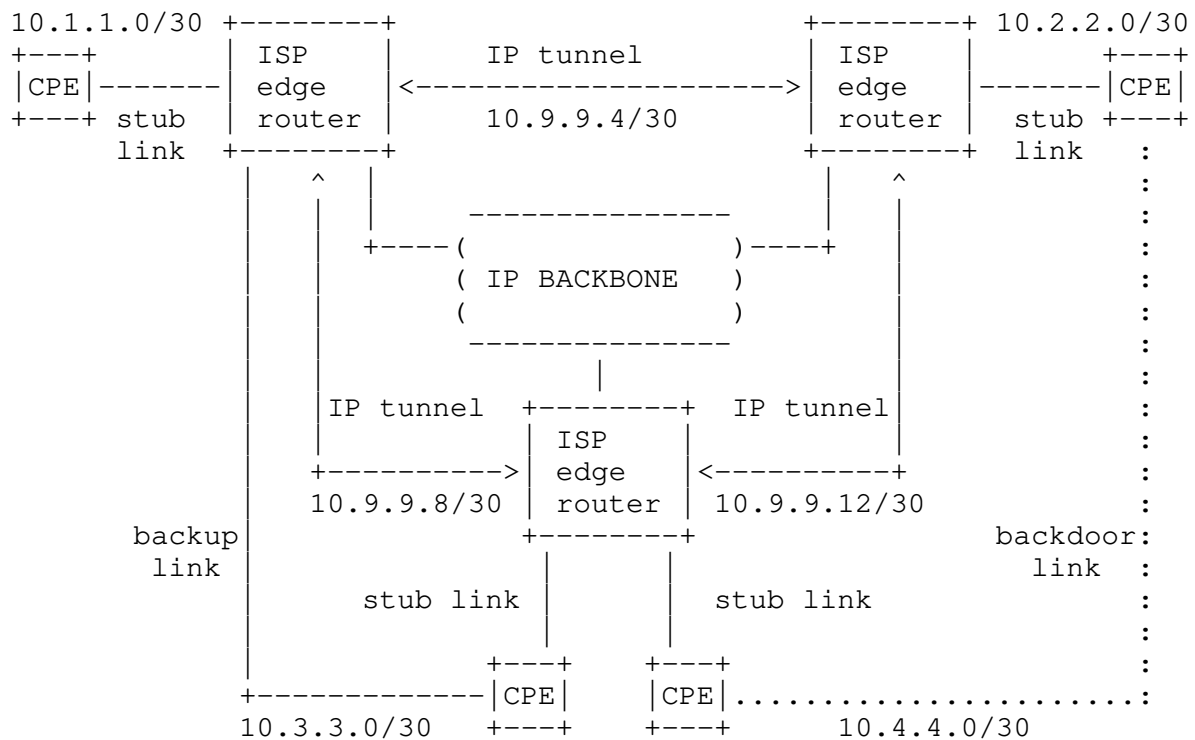 10.1.1.0/30 +--------+                      +--------+ 10.2.2.0/30
+---+       | ISP    |     IP tunnel        | ISP    |       +---+
|CPE|-------| edge   |<-------------------->| edge   |-------|CPE|
+---+ stub  | router |     10.9.9.4/30      | router |  stub +---+
link +--------+ +--------+ link :
| ^ | | ^ :
| | | --------------- | | :
| | +----( )----+ | :
| | ( IP BACKBONE ) | :
| | ( ) | :
| | --------------- | :
| | | | :
| |IP tunnel +--------+ IP tunnel| :
| | | ISP | | :
| +---------->| edge |<----------+ :
| 10.9.9.8/30 | router | 10.9.9.12/30 :
backup| +--------+ backdoor:
link | | | link :
| stub link | | stub link :
| | | :
| +---+ +---+ :
+-------------|CPE| |CPE|.......................:
10.3.3.0/30 +---+ +---+ 10.4.4.0/30